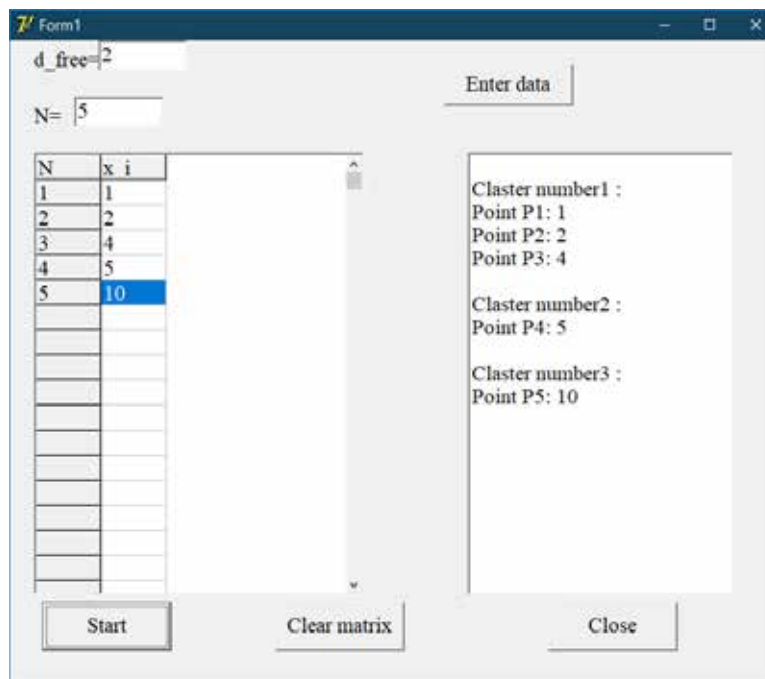 Form1
d_free= 2
Enter data
N= 5
N x_i
1 1
2 2
3 4
4 5
5 10
Claster number1 :
Point P1: 1
Point P2: 2
Point P3: 4
Claster number2 :
Point P4: 5
Claster number3 :
Point P5: 10
Start
Clear matrix
Close